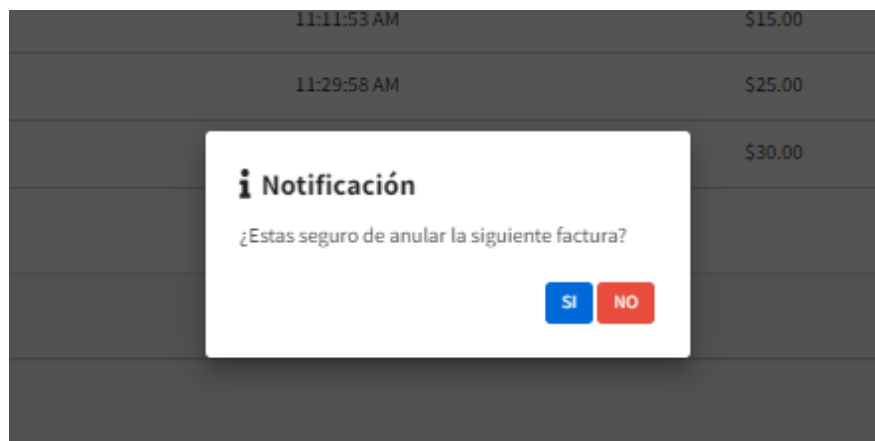 11:11:53 AM $15.00
11:29:58 AM $25.00
$30.00
Notificación
¿Estas seguro de anular la siguiente factura?
SI NO